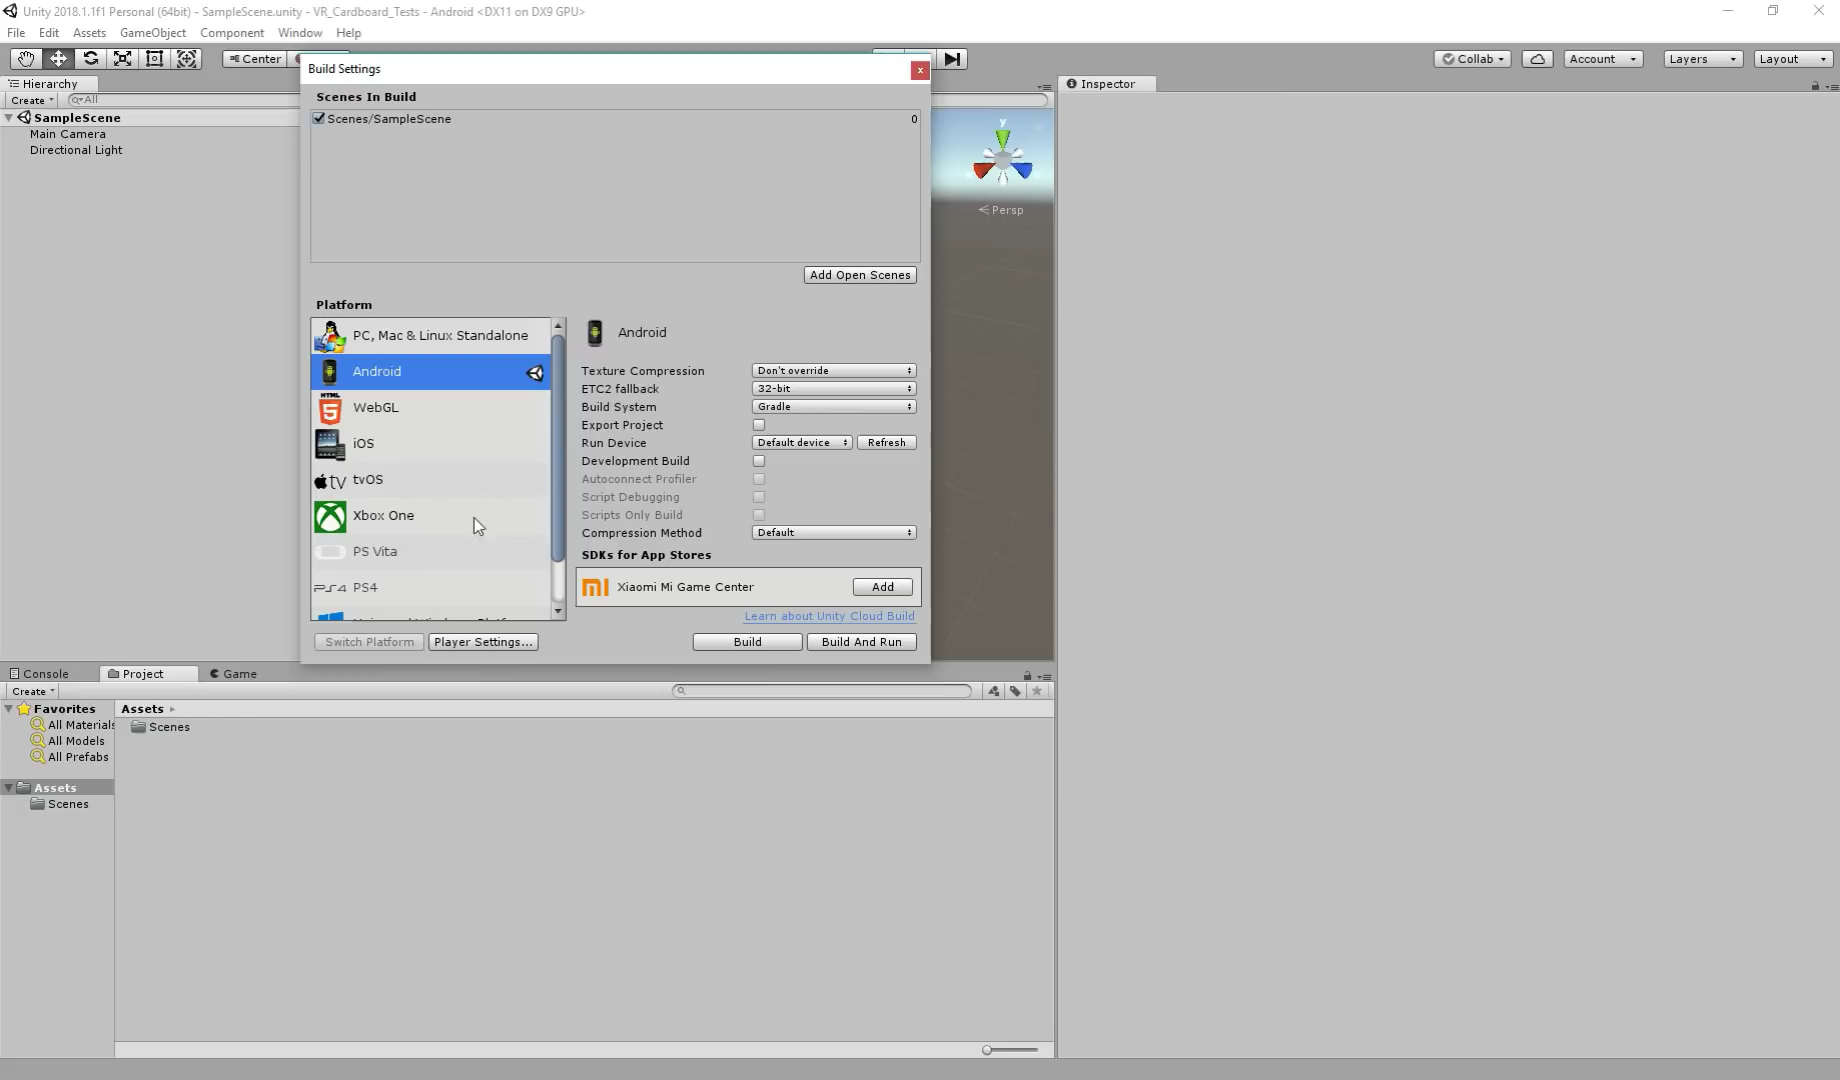 Unity 2018.1.1f1 Personal (64bit) - SampleScene.unity - VR_Cardboard_Tests - Android <DX11 on DX9 GPU>
File Edit Assets GameObject Component Window Help
Center
Collab Account Layers Layout
Hierarchy
Create All
SampleScene
Main Camera
Directional Light
Build Settings
Scenes In Build
Scenes/SampleScene 0
Add Open Scenes
Platform
PC, Mac & Linux Standalone
Android
HTML
5
WebGL
iOS
tv tvOS
Xbox One
PS Vita
PS4 PS4
Switch Platform Player Settings...
Android
Texture Compression Don't override
ETC2 fallback 32-bit
Build System Gradle
Export Project
Run Device Default device Refresh
Development Build
Autoconnect Profiler
Script Debugging
Scripts Only Build
Compression Method Default
SDKs for App Stores
MI Xiaomi Mi Game Center Add
Learn about Unity Cloud Build
Build Build And Run
y
Persp
Inspector
Console Project Game
Create
Favorites
All Materials
All Models
All Prefabs
Assets
Scenes
Assets
Scenes